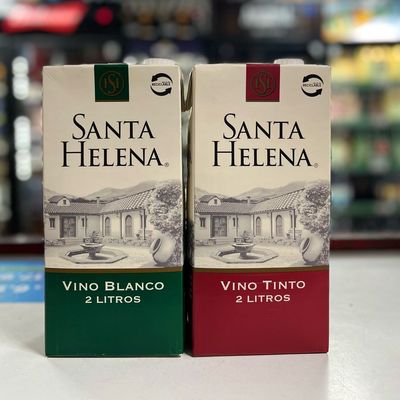 SANTA
HELENA®
VINO BLANCO
2 LITROS
SANTA
HELENA®
VINO TINTO
2 LITROS